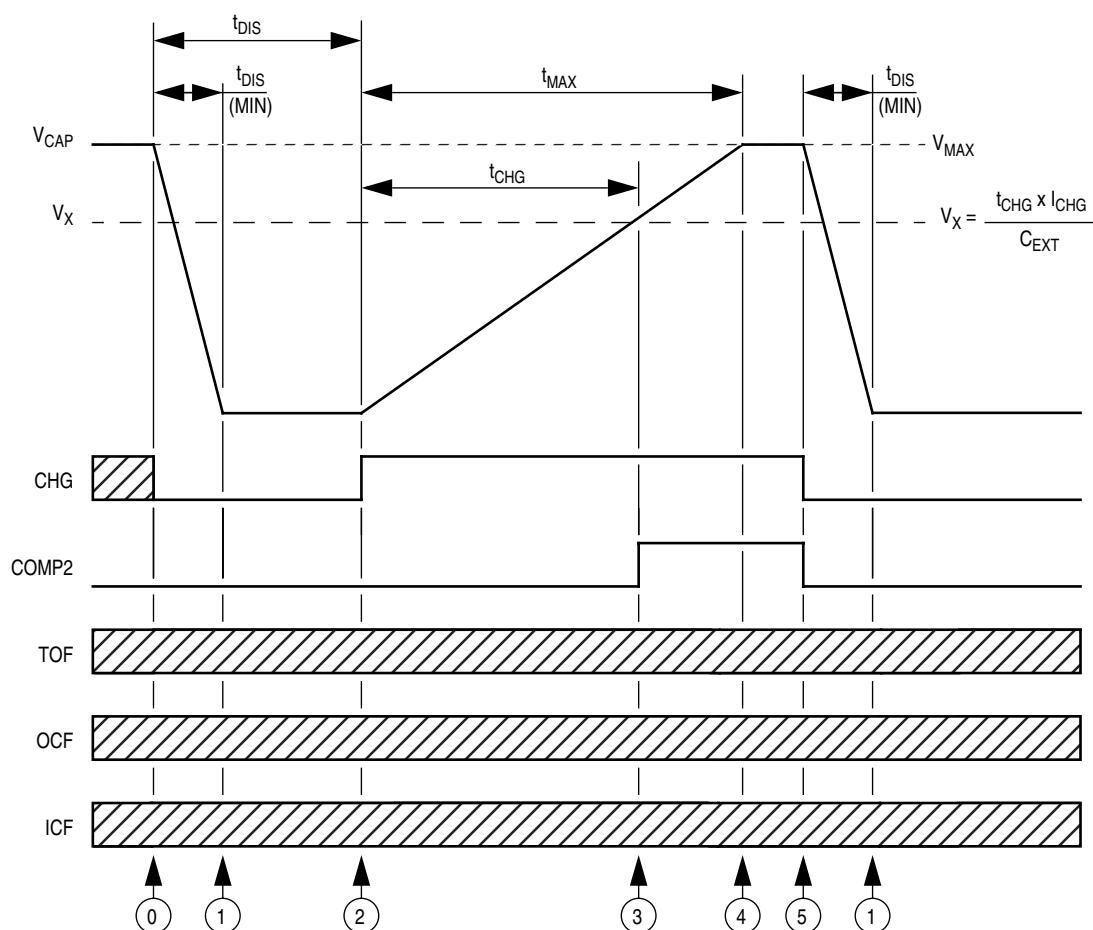 tDIS
tDIS
(MIN)
tMAX
tDIS
(MIN)
VCAP
VMAX
tCHG
VX
VX = tCHG x ICHG
CEXT
CHG
COMP2
TOF
OCF
ICF
0 1 2 3 4 5 1